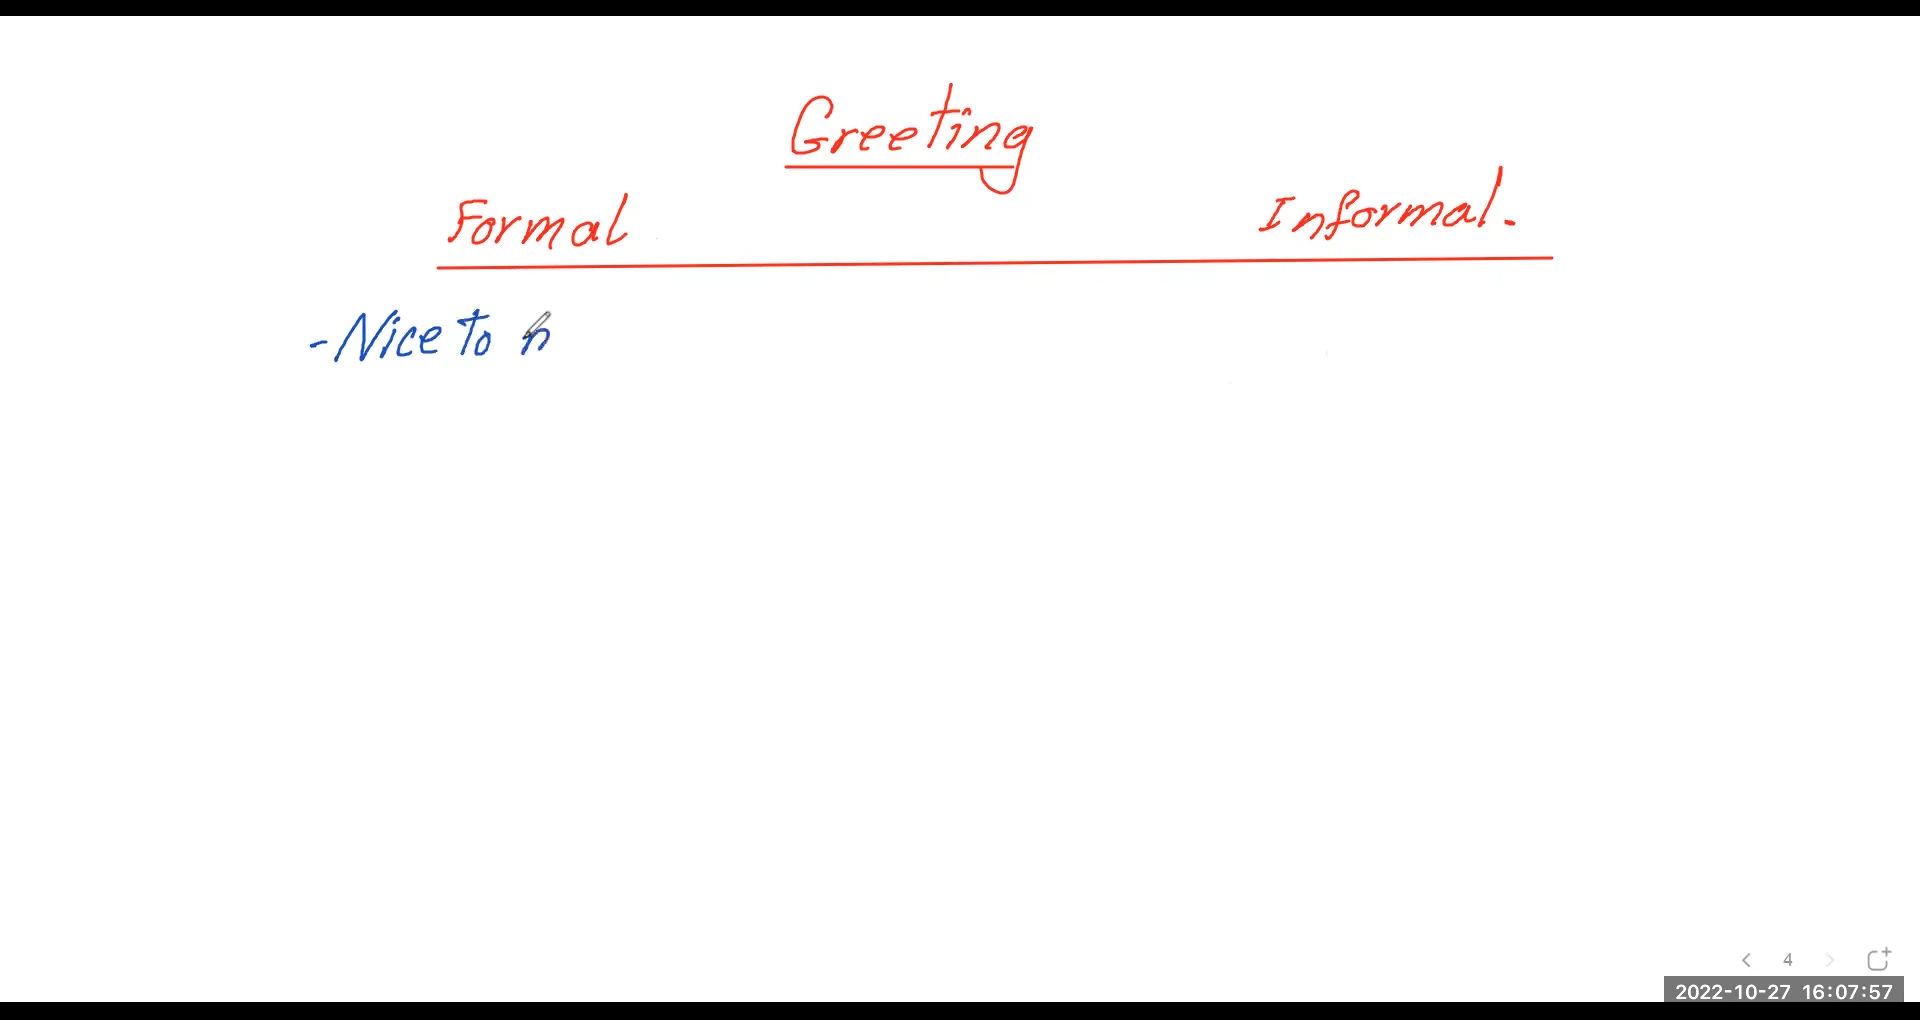 Greeting
Formal Informal.
-Nice to
4
2022-10-27 16:07:57